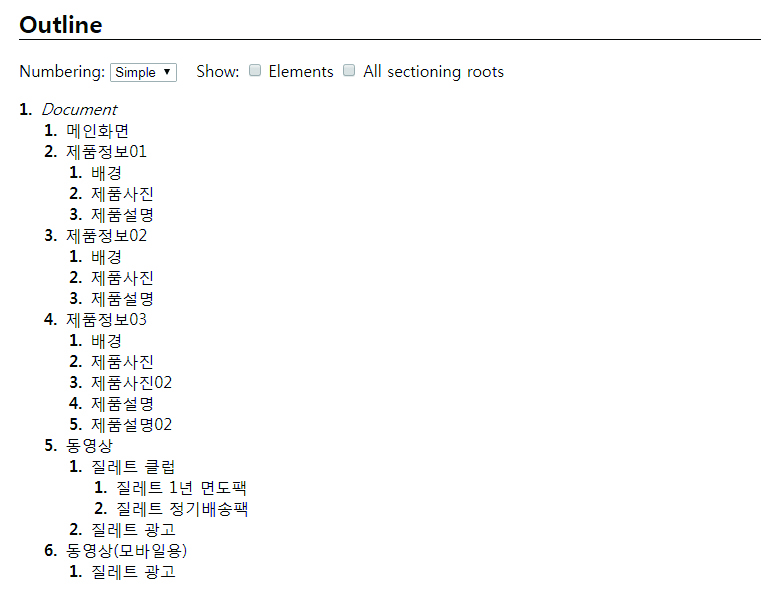 Outline
Numbering: Simple ▼ Show: Elements All sectioning roots
1. Document
1. 메인화면
2. 제품정보01
1. 배경
2. 제품사진
3. 제품설명
3. 제품정보02
1. 배경
2. 제품사진
3. 제품설명
4. 제품정보03
1. 배경
2. 제품사진
3. 제품사진02
4. 제품설명
5. 제품설명02
5. 동영상
1. 질레트 클럽
1. 질레트 1년 면도팩
2. 질레트 정기배송팩
2. 질레트 광고
6. 동영상(모바일용)
1. 질레트 광고